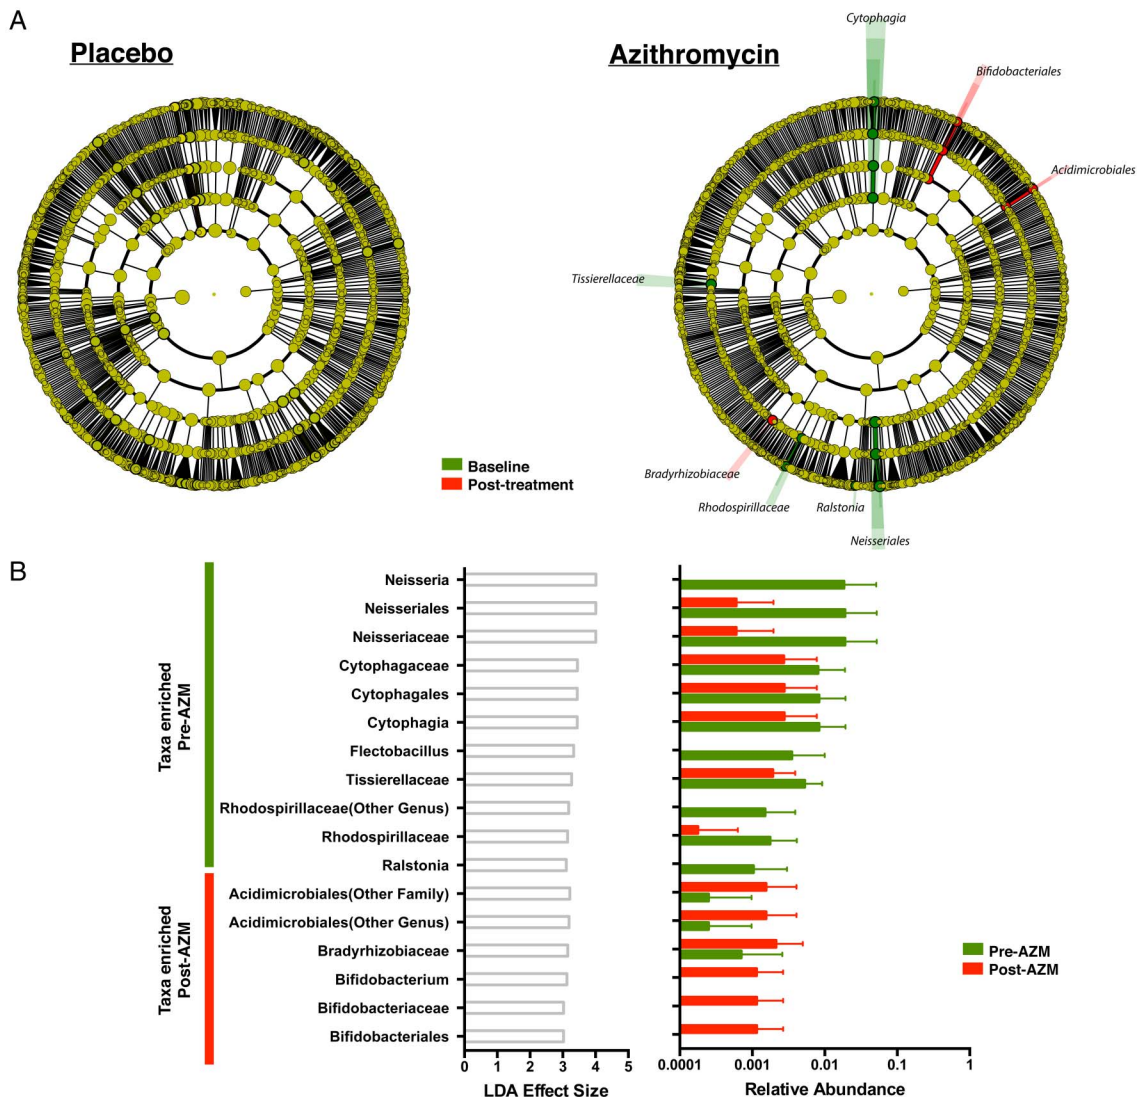 A
Placebo
Azithromycin
Cytophagia
Bifidobacteriales
Acidimicrobiales
Tissierellaceae
Bradyrhizobiaceae
Rhodospirillaceae
Ralstonia
Neisseriales
Baseline
Post-treatment
B
Taxa enriched
Pre-AZM
Taxa enriched
Post-AZM
Neisseria
Neisseriales
Neisseriaceae
Cytophagaceae
Cytophagales
Cytophagia
Flectobacillus
Tissierellaceae
Rhodospirillaceae(Other Genus)
Rhodospirillaceae
Ralstonia
Acidimicrobiales(Other Family)
Acidimicrobiales(Other Genus)
Bradyrhizobiaceae
Bifidobacterium
Bifidobacteriaceae
Bifidobacteriales
0 1 2 3 4 5
LDA Effect Size
Pre-AZM
Post-AZM
0.0001 0.001 0.01 0.1 1
Relative Abundance